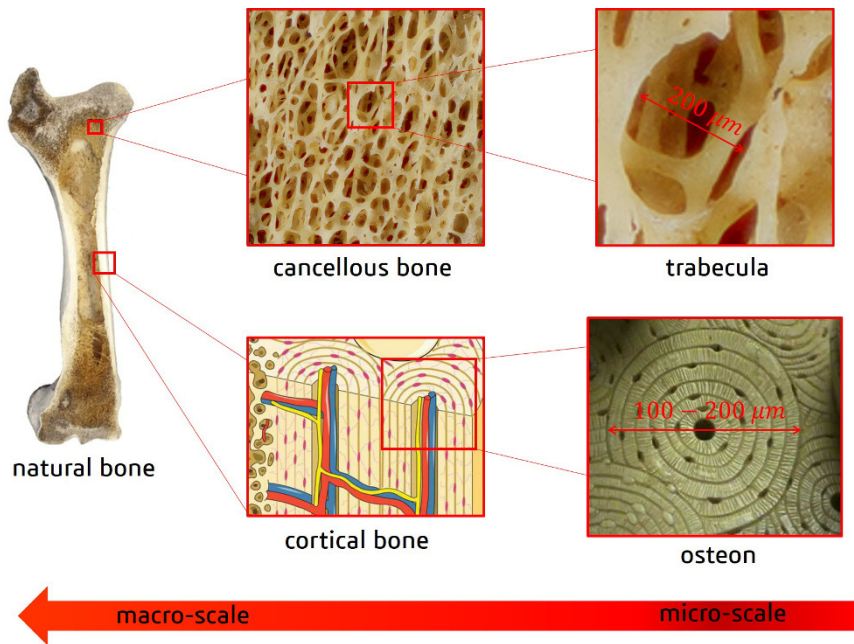 200 μm
cancellous bone
trabecula
100 – 200 μm
natural bone
cortical bone
osteon
macro-scale
micro-scale